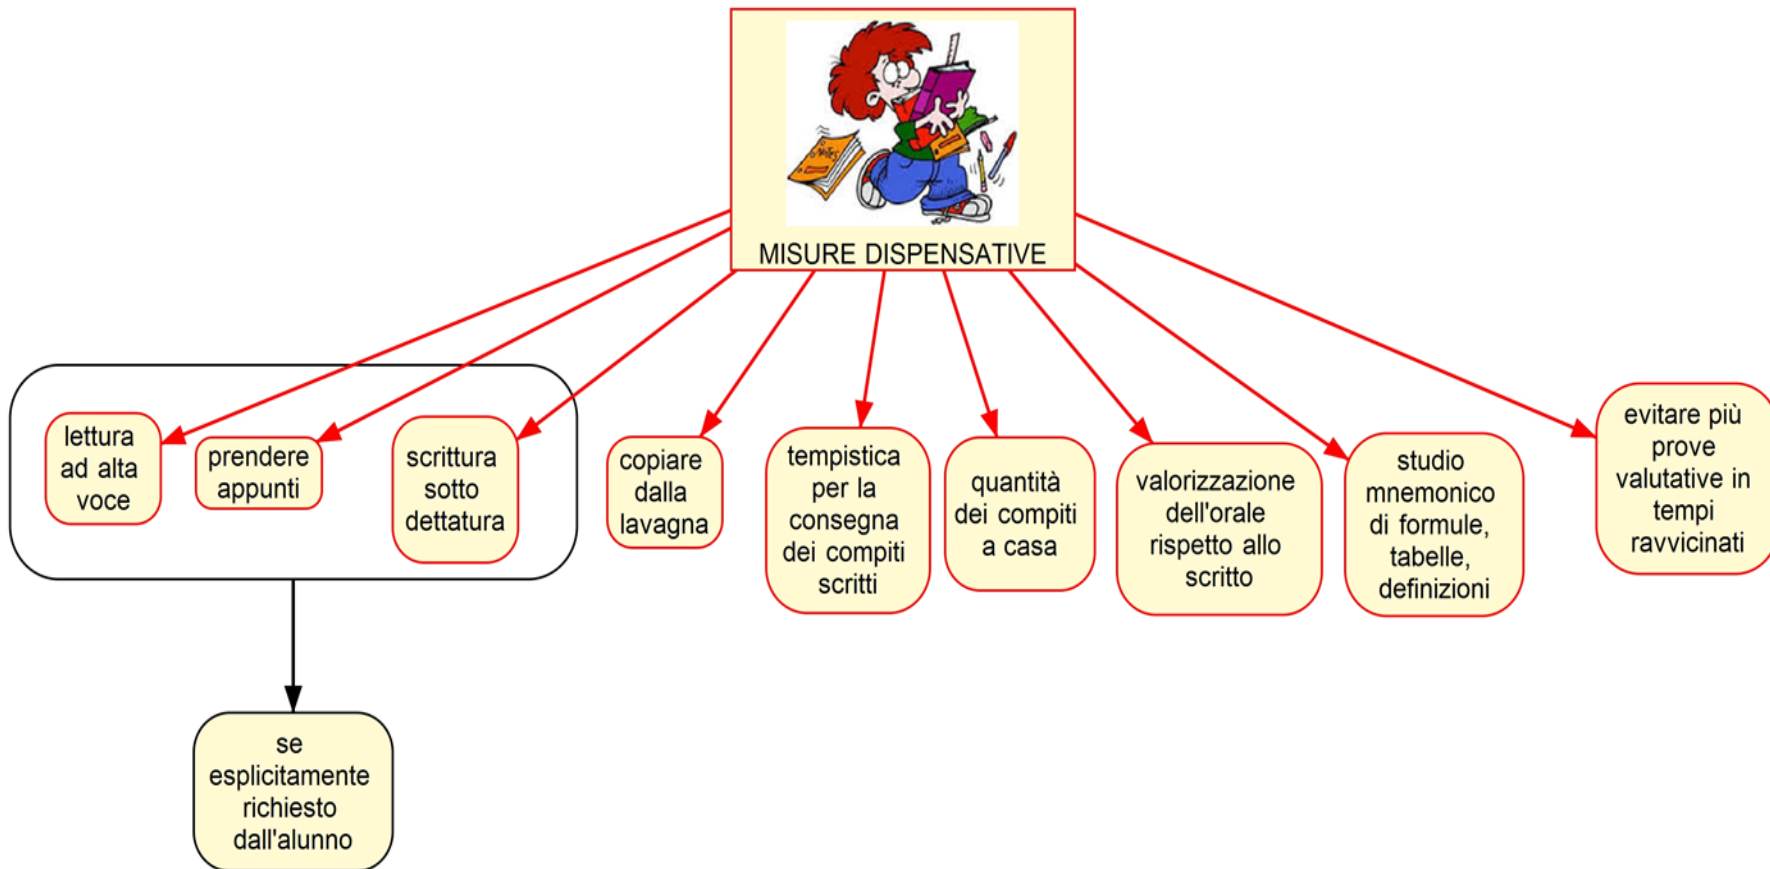 NOTES
MISURE DISPENSATIVE
lettura
ad alta
voce
prendere
appunti
scrittura
sotto
dettatura
copiare
dalla
lavagna
tempistica
per la
consegna
dei compiti
scritti
quantità
dei compiti
a casa
valorizzazione
dell'orale
rispetto allo
scritto
studio
mnemonico
di formule,
tabelle,
definizioni
evitare più
prove
valutative in
tempi
ravvicinati
se
esplicitamente
richiesto
dall'alunno